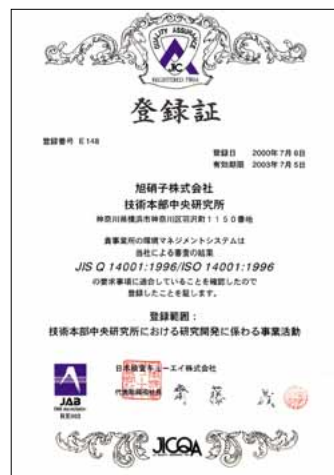 QUALITY ASSURANCE
JIC
REGISTERED FIRM
登録証
登録番号 E148
登録日 2000年7月6日
有効期限 2003年7月5日
旭硝子株式会社
技術本部中央研究所
神奈川県横浜市神奈川区羽沢町1150番地
貴事業所の環境マネジメントシステムは
当社による審査の結果
JIS Q 14001:1996/ISO 14001:1996
の要求事項に適合していることを確認したので
登録したことを証します。
登録範囲:
技術本部中央研究所における研究開発に係わる事業活動
日本検査キューエイ株式会社
代表取締役社長
JAB
JICQA